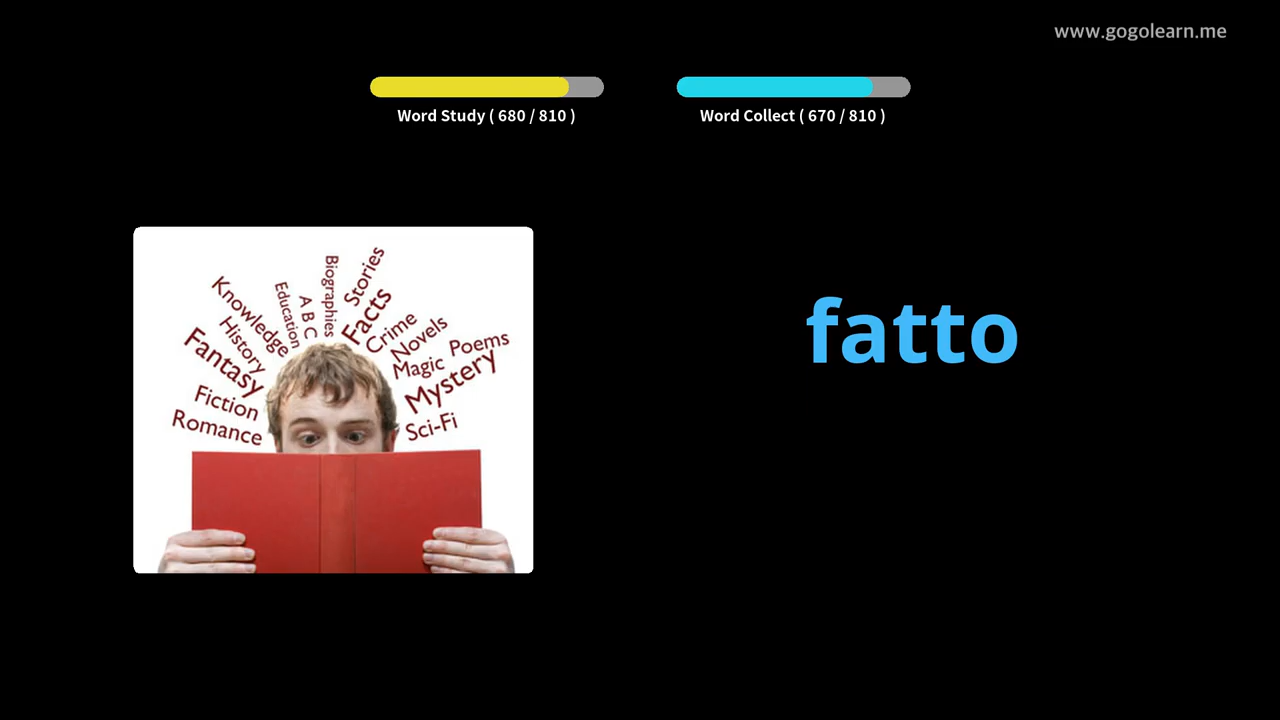 www.gogolearn.me
Word Study ( 680 / 810 )
Word Collect ( 670 / 810 )
Romance
Fiction
Fantasy
History
Knowledge
Education
A B C
Biographies
Stories
Facts
Crime
Novels
Magic
Poems
Mystery
Sci-Fi
fatto